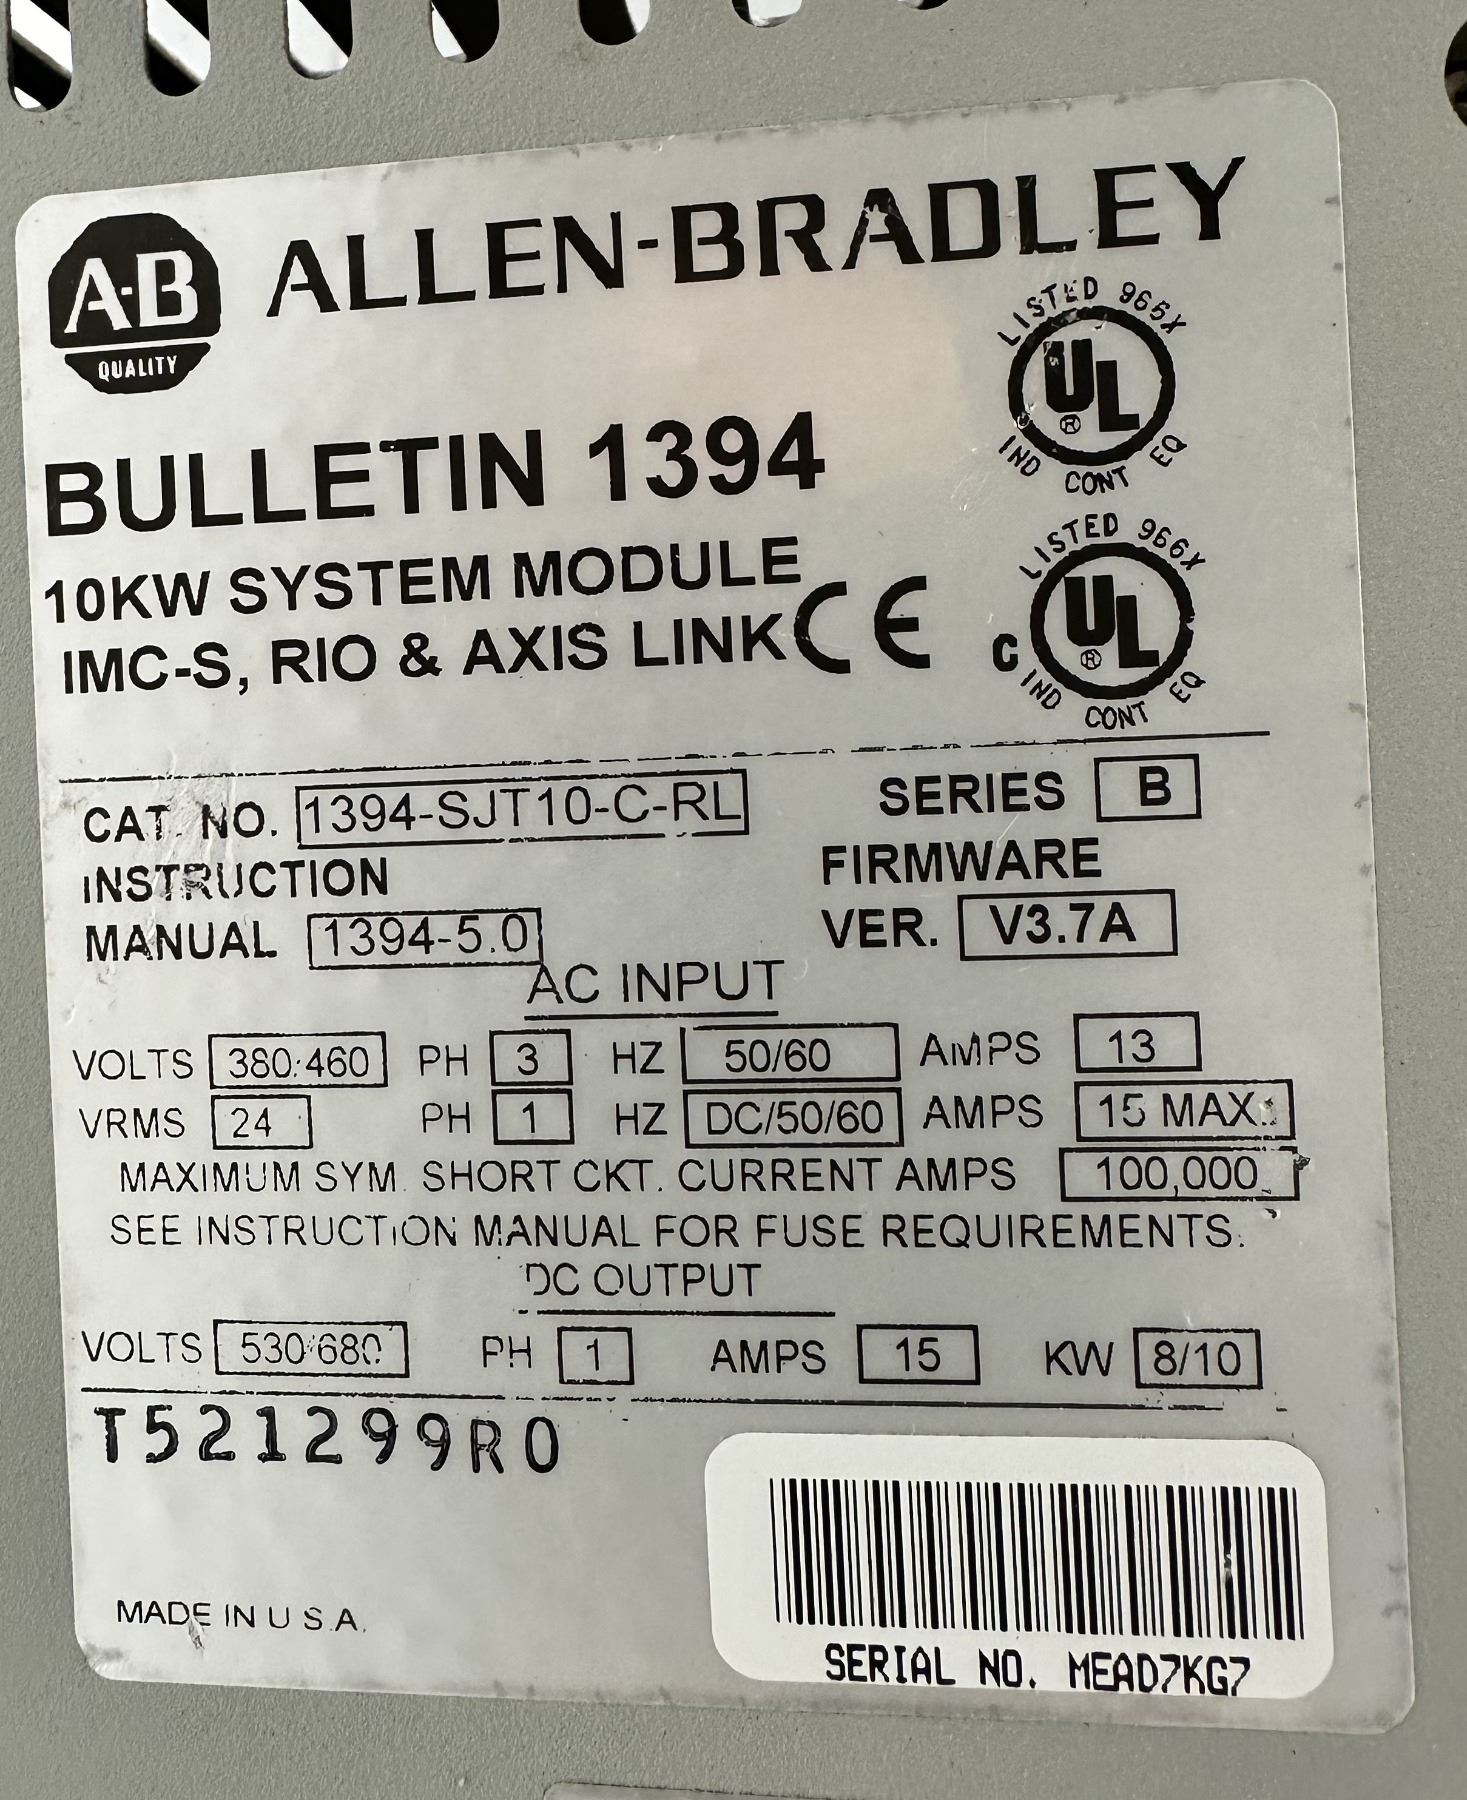 A-B QUALITY
ALLEN-BRADLEY
LISTED 966X
UL ®
IND CONT EQ
BULLETIN 1394
10KW SYSTEM MODULE
IMC-S, RIO & AXIS LINK CE
LISTED 966X
C UL ®
IND CONT EQ
CAT. NO. 1394-SJT10-C-RL SERIES B
INSTRUCTION MANUAL 1394-5.0
FIRMWARE VER. V3.7A
AC INPUT
VOLTS 380/460 PH 3 HZ 50/60 AMPS 13
VRMS 24 PH 1 HZ DC/50/60 AMPS 15 MAX.
MAXIMUM SYM. SHORT CKT. CURRENT AMPS 100,000
SEE INSTRUCTION MANUAL FOR FUSE REQUIREMENTS.
DC OUTPUT
VOLTS 530/680 PH 1 AMPS 15 KW 8/10
T521299R0
MADE IN U.S.A.
SERIAL NO. MEAD7KG7